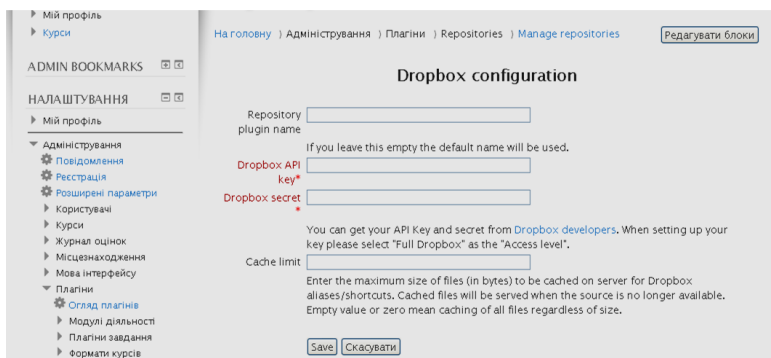 Мій профіль
Курси
ADMIN BOOKMARKS
НАЛАШТУВАННЯ
Мій профіль
Адміністрування
Повідомлення
Реєстрація
Розширені параметри
Користувачі
Курси
Журнал оцінок
Місцезнаходження
Мова інтерфейсу
Плагіни
Огляд плагінів
Модулі діяльності
Плагіни завдання
Формати курсів
На головну ⟩ Адміністрування ⟩ Плагіни ⟩ Repositories ⟩ Manage repositories
Редагувати блоки
Dropbox configuration
Repository
plugin name
If you leave this empty the default name will be used.
Dropbox API
key*
Dropbox secret
*
You can get your API Key and secret from Dropbox developers. When setting up your
key please select "Full Dropbox" as the "Access level".
Cache limit
Enter the maximum size of files (in bytes) to be cached on server for Dropbox
aliases/shortcuts. Cached files will be served when the source is no longer available.
Empty value or zero mean caching of all files regardless of size.
Save Скасувати